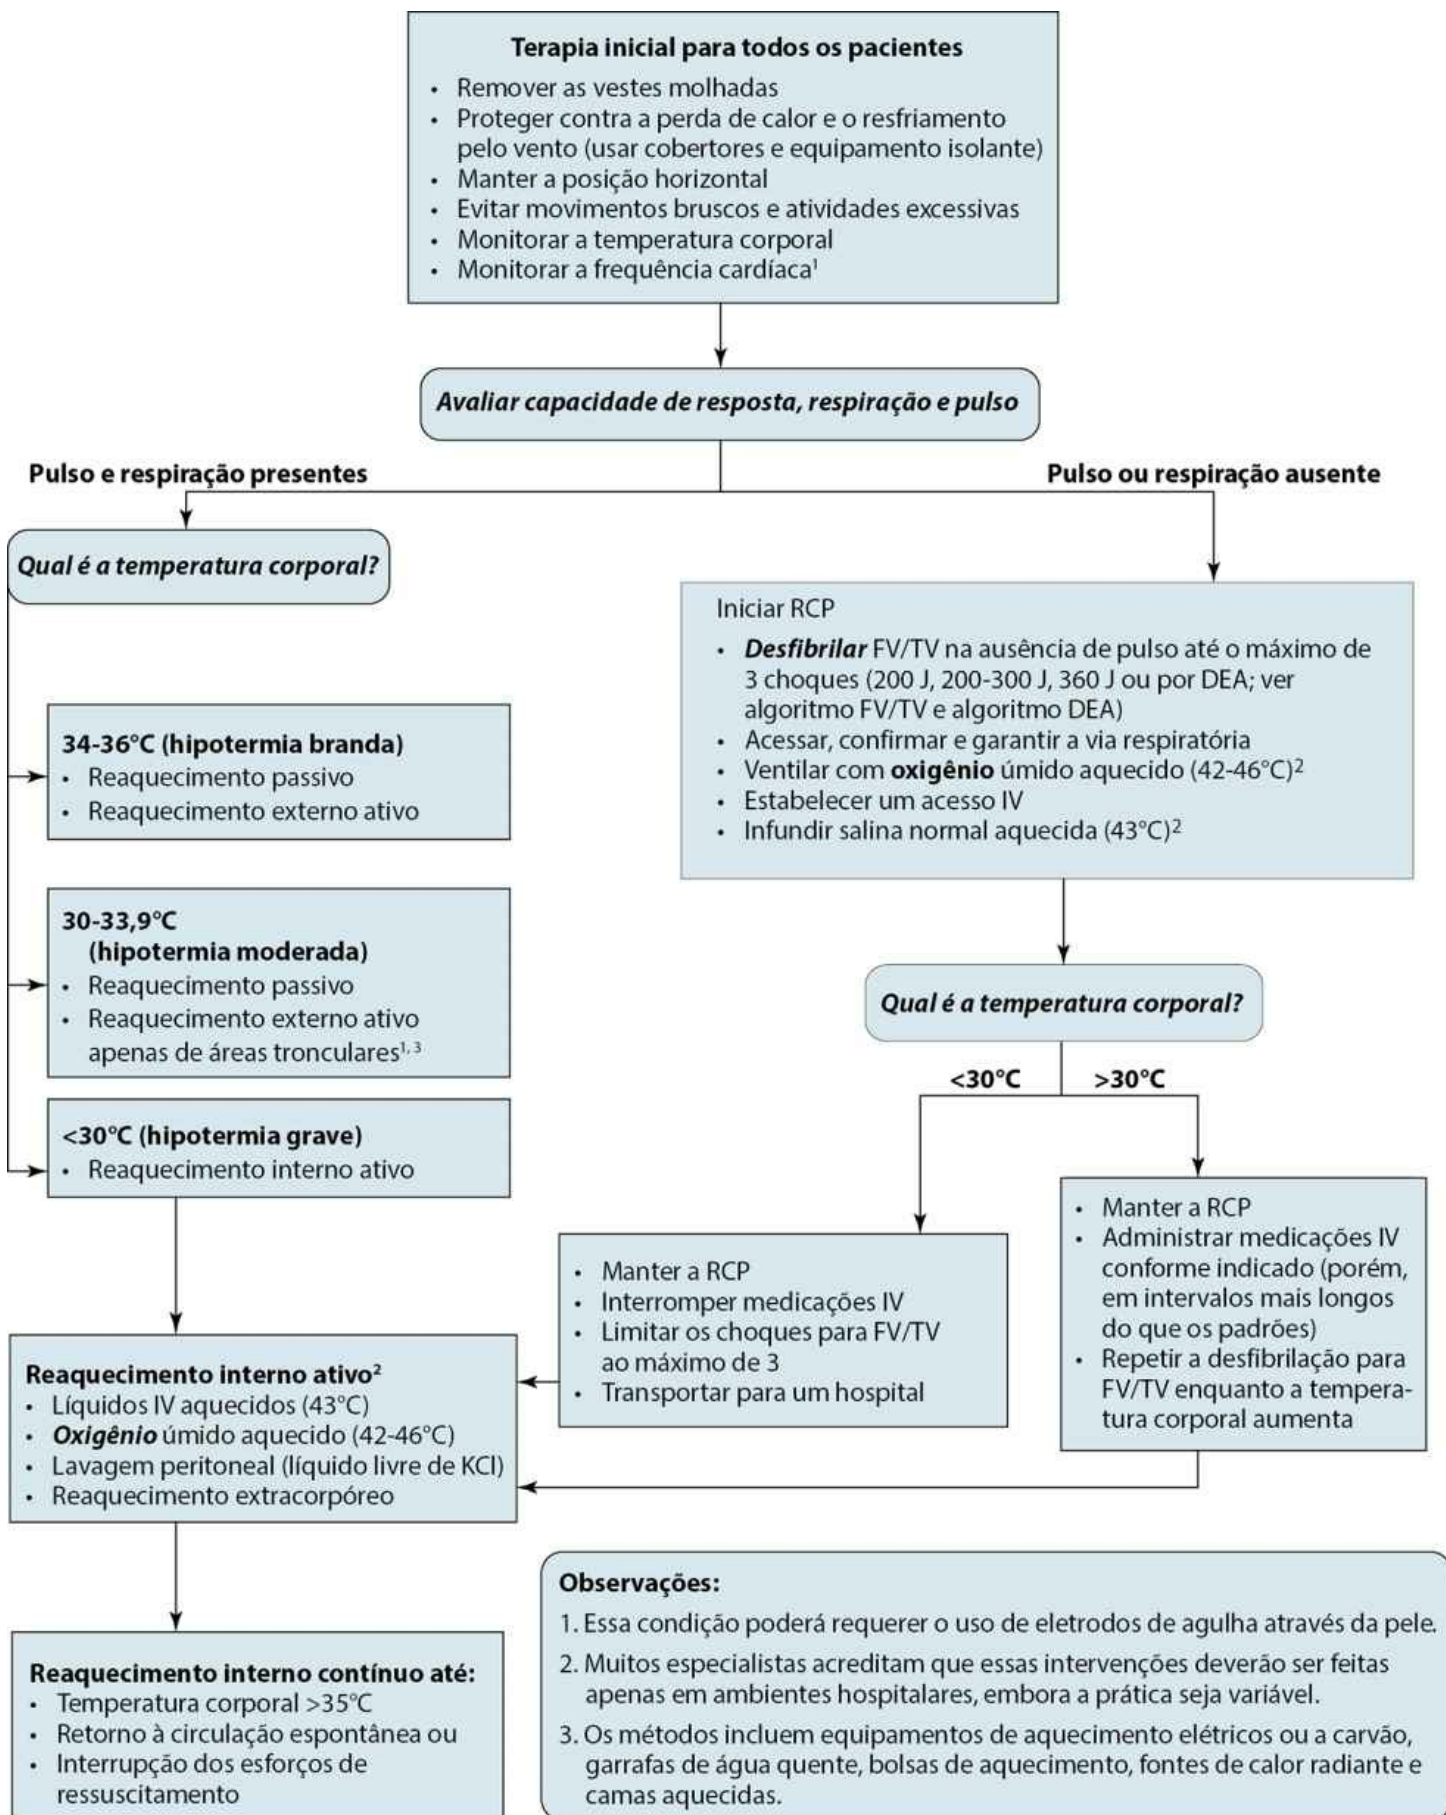 Terapia inicial para todos os pacientes
• Remover as vestes molhadas
• Proteger contra a perda de calor e o resfriamento
pelo vento (usar cobertores e equipamento isolante)
• Manter a posição horizontal
• Evitar movimentos bruscos e atividades excessivas
• Monitorar a temperatura corporal
• Monitorar a frequência cardíaca¹
Avaliar capacidade de resposta, respiração e pulso
Pulso e respiração presentes
Pulso ou respiração ausente
Qual é a temperatura corporal?
34-36°C (hipotermia branda)
• Reaquecimento passivo
• Reaquecimento externo ativo
30-33,9°C
(hipotermia moderada)
• Reaquecimento passivo
• Reaquecimento externo ativo
apenas de áreas tronculares¹, ³
<30°C (hipotermia grave)
• Reaquecimento interno ativo
Iniciar RCP
• Desfibrilar FV/TV na ausência de pulso até o máximo de
3 choques (200 J, 200-300 J, 360 J ou por DEA; ver
algoritmo FV/TV e algoritmo DEA)
• Acessar, confirmar e garantir a via respiratória
• Ventilar com oxigênio úmido aquecido (42-46°C)²
• Estabelecer um acesso IV
• Infundir salina normal aquecida (43°C)²
Qual é a temperatura corporal?
<30°C
>30°C
• Manter a RCP
• Interromper medicações IV
• Limitar os choques para FV/TV
ao máximo de 3
• Transportar para um hospital
• Manter a RCP
• Administrar medicações IV
conforme indicado (porém,
em intervalos mais longos
do que os padrões)
• Repetir a desfibrilação para
FV/TV enquanto a tempera-
tura corporal aumenta
Reaquecimento interno ativo²
• Líquidos IV aquecidos (43°C)
• Oxigênio úmido aquecido (42-46°C)
• Lavagem peritoneal (líquido livre de KCl)
• Reaquecimento extracorpóreo
Reaquecimento interno contínuo até:
• Temperatura corporal >35°C
• Retorno à circulação espontânea ou
• Interrupção dos esforços de
ressuscitamento
Observações:
1. Essa condição poderá requerer o uso de eletrodos de agulha através da pele.
2. Muitos especialistas acreditam que essas intervenções deverão ser feitas
apenas em ambientes hospitalares, embora a prática seja variável.
3. Os métodos incluem equipamentos de aquecimento elétricos ou a carvão,
garrafas de água quente, bolsas de aquecimento, fontes de calor radiante e
camas aquecidas.